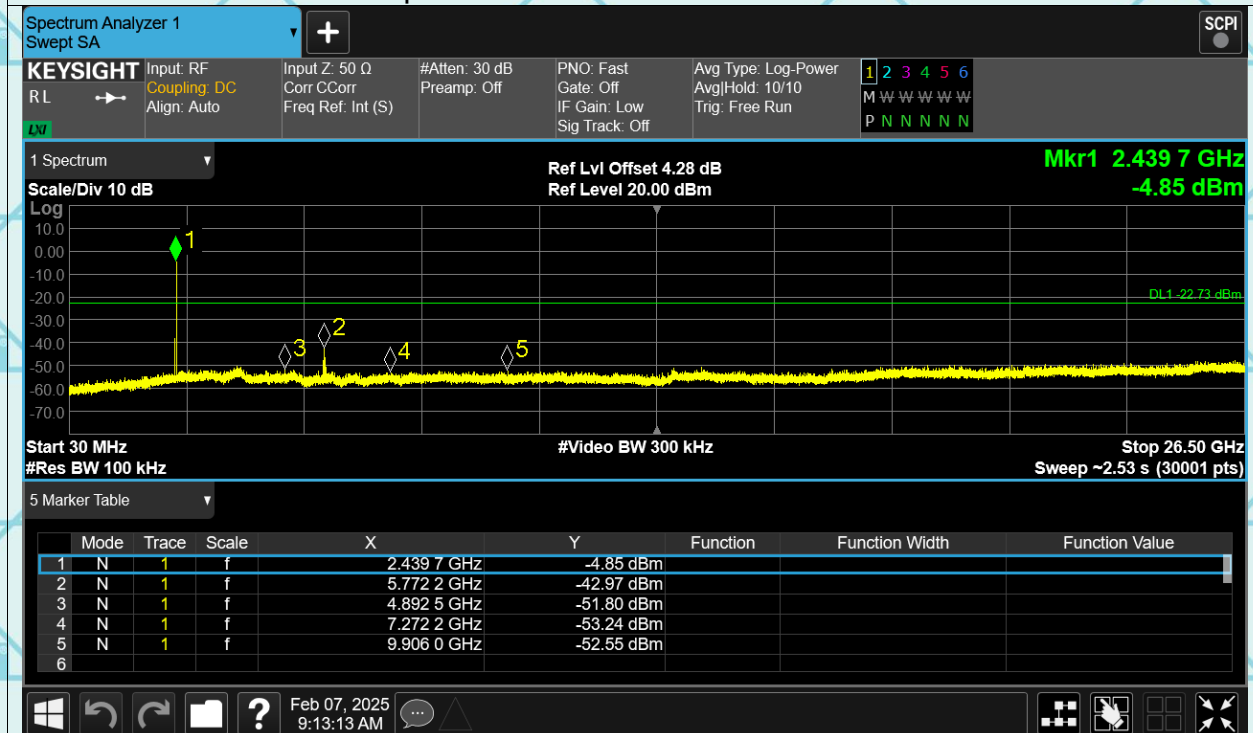 Spectrum Analyzer 1
Swept SA
+
SCPI
KEYSIGHT
RL
LXI
Input: RF
Coupling: DC
Align: Auto
Input Z: 50 Ω
Corr CCorr
Freq Ref: Int (S)
#Atten: 30 dB
Preamp: Off
PNO: Fast
Gate: Off
IF Gain: Low
Sig Track: Off
Avg Type: Log-Power
Avg|Hold: 10/10
Trig: Free Run
1 2 3 4 5 6
M W W W W W
P N N N N N N
1 Spectrum
Scale/Div 10 dB
Ref Lvl Offset 4.28 dB
Ref Level 20.00 dBm
Mkr1 2.439 7 GHz
-4.85 dBm
Log
10.0
0.00
-10.0
-20.0
-30.0
-40.0
-50.0
-60.0
-70.0
1
2
3
4
5
DL1 -22.73 dBm
Start 30 MHz
#Video BW 300 kHz
Stop 26.50 GHz
#Res BW 100 kHz
Sweep ~2.53 s (30001 pts)
5 Marker Table
Mode Trace Scale X Y Function Function Width Function Value
1 N 1 f 2.439 7 GHz -4.85 dBm
2 N 1 f 5.772 2 GHz -42.97 dBm
3 N 1 f 4.892 5 GHz -51.80 dBm
4 N 1 f 7.272 2 GHz -53.24 dBm
5 N 1 f 9.906 0 GHz -52.55 dBm
6
?
Feb 07, 2025
9:13:13 AM